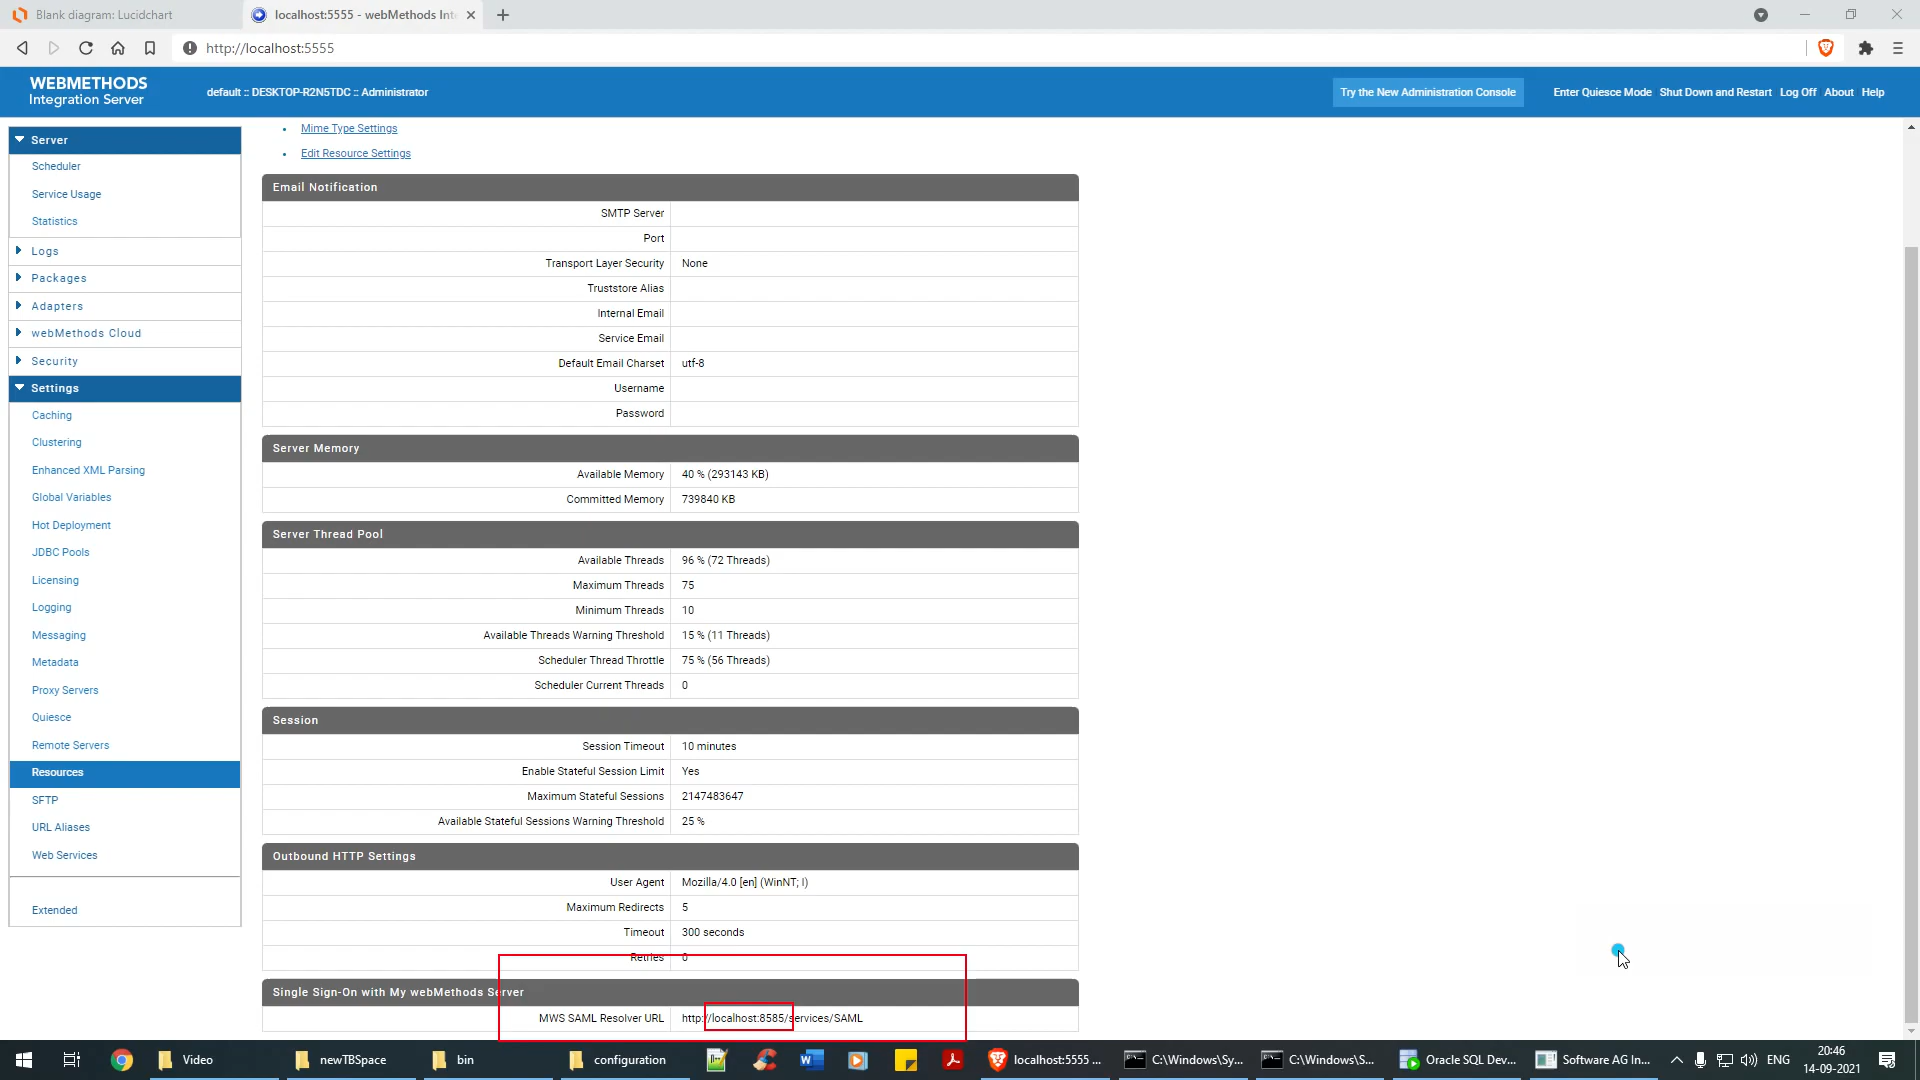 Blank diagram: Lucidchart
localhost:5555 - webMethods Inte
http://localhost:5555
WEBMETHODS
Integration Server
default :: DESKTOP-R2N5TDC :: Administrator
Try the New Administration Console
Enter Quiesce Mode
Shut Down and Restart
Log Off
About
Help
Server
Scheduler
Service Usage
Statistics
Logs
Packages
Adapters
webMethods Cloud
Security
Settings
Caching
Clustering
Enhanced XML Parsing
Global Variables
Hot Deployment
JDBC Pools
Licensing
Logging
Messaging
Metadata
Proxy Servers
Quiesce
Remote Servers
Resources
SFTP
URL Aliases
Web Services
Extended
Mime Type Settings
Edit Resource Settings
Email Notification
SMTP Server
Port
Transport Layer Security None
Truststore Alias
Internal Email
Service Email
Default Email Charset utf-8
Username
Password
Server Memory
Available Memory 40 % (293143 KB)
Committed Memory 739840 KB
Server Thread Pool
Available Threads 96 % (72 Threads)
Maximum Threads 75
Minimum Threads 10
Available Threads Warning Threshold 15 % (11 Threads)
Scheduler Thread Throttle 75 % (56 Threads)
Scheduler Current Threads 0
Session
Session Timeout 10 minutes
Enable Stateful Session Limit Yes
Maximum Stateful Sessions 2147483647
Available Stateful Sessions Warning Threshold 25 %
Outbound HTTP Settings
User Agent Mozilla/4.0 [en] (WinNT; I)
Maximum Redirects 5
Timeout 300 seconds
Retries 0
Single Sign-On with My webMethods Server
MWS SAML Resolver URL http://localhost:8585/services/SAML
Video
newTBSpace
bin
configuration
localhost:5555 ...
C:\Windows\Sy...
C:\Windows\S...
Oracle SQL Dev...
Software AG In...
ENG
20:46
14-09-2021